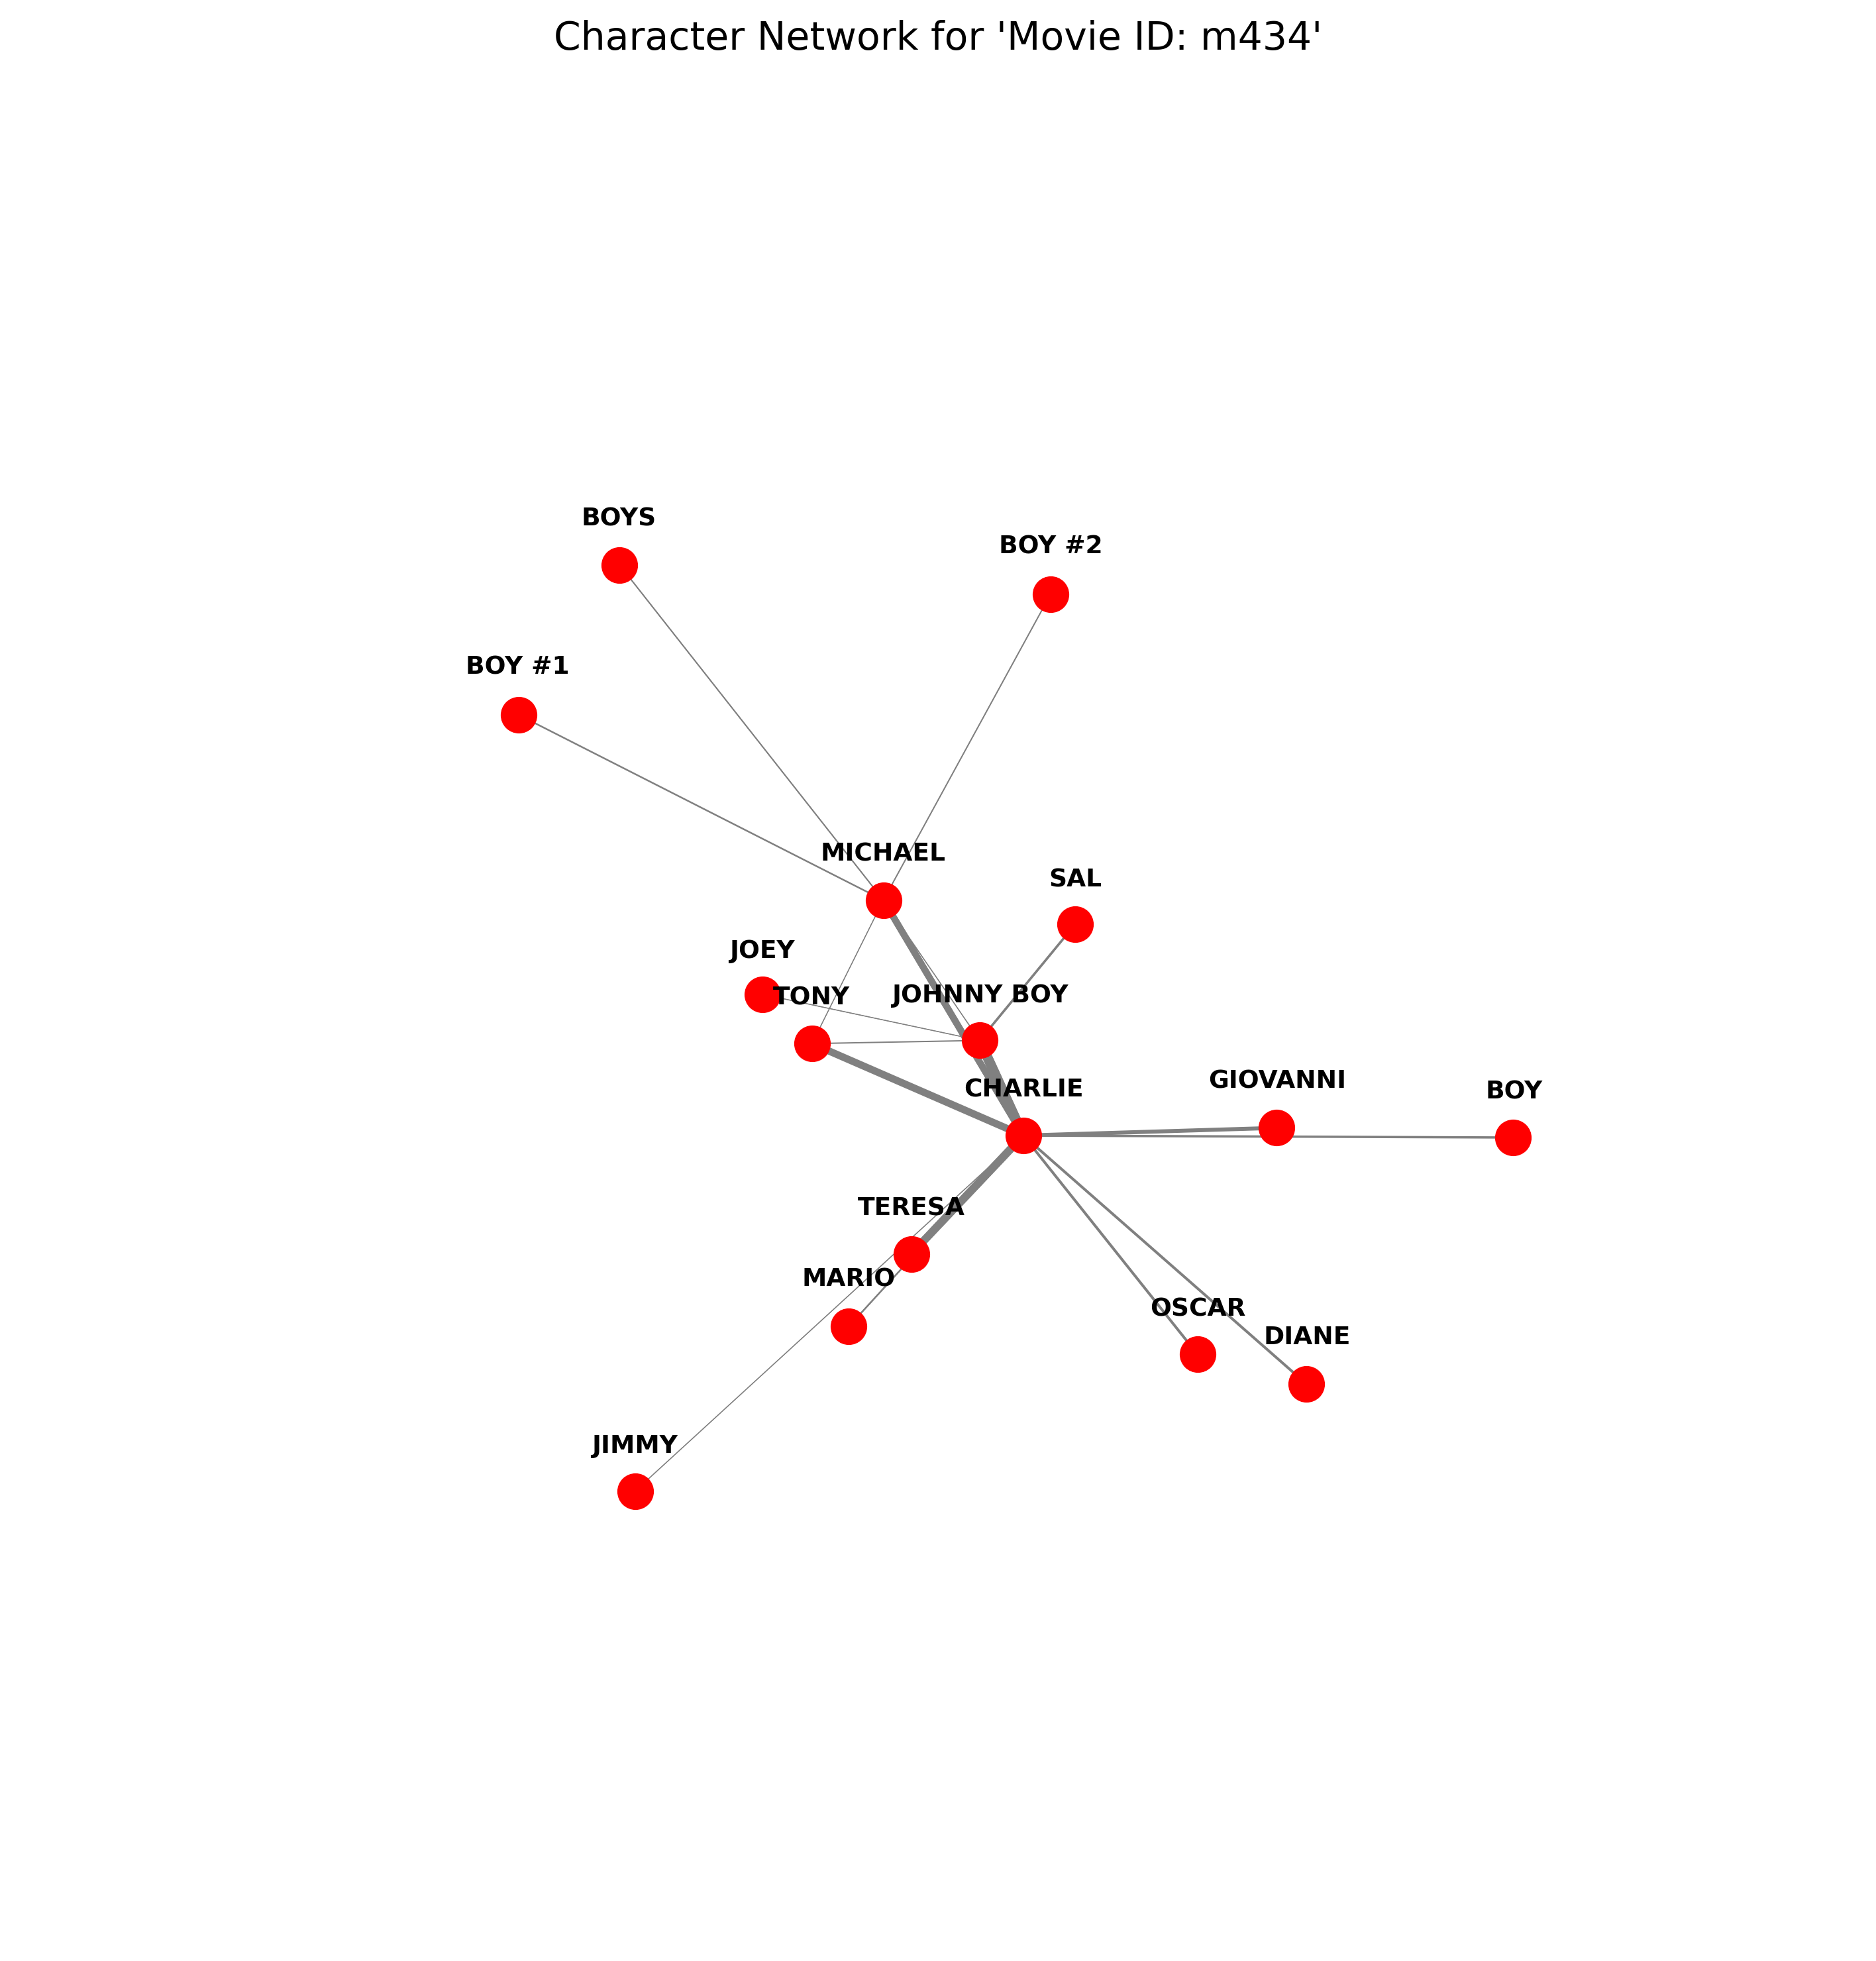 Character Network for 'Movie ID: m434'
BOYS
BOY #2
BOY #1
MICHAEL
SAL
JOEY
TONY
JOHNNY BOY
CHARLIE
GIOVANNI
BOY
TERESA
MARIO
OSCAR
DIANE
JIMMY